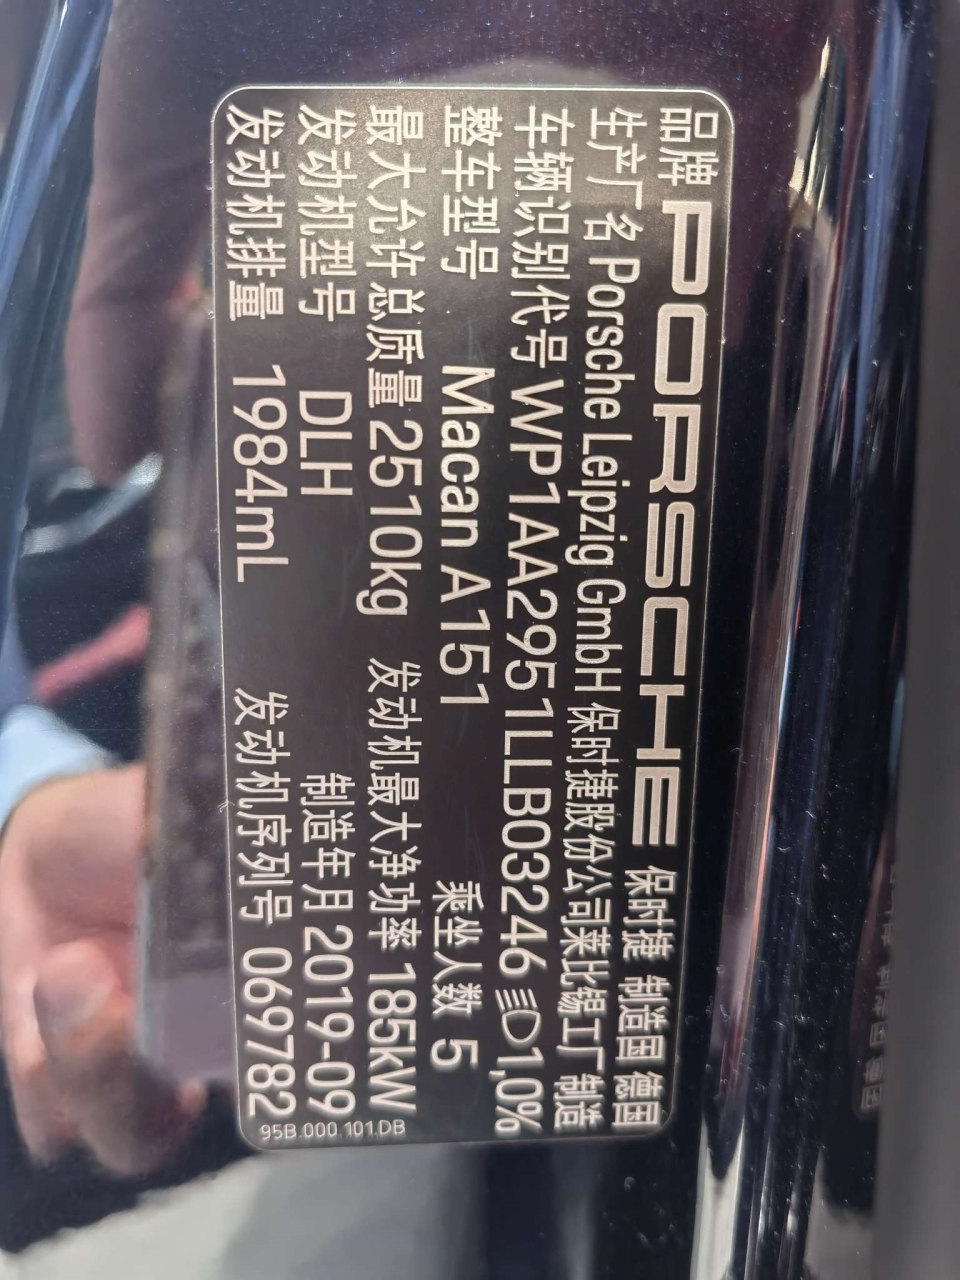 品牌 PORSCHE 保时捷 制造国 德国
生产厂名 Porsche Leipzig GmbH 保时捷股份公司莱比锡工厂 制造
车辆识别代号 WP1AA2951LLB03246 1,0%
整车型号 Macan A151 乘坐人数 5
最大允许总质量 2510kg 发动机最大净功率 185kW
发动机型号 DLH 制造年月 2019-09
发动机排量 1984mL 发动机序列号 069782
95B.000.101.DB